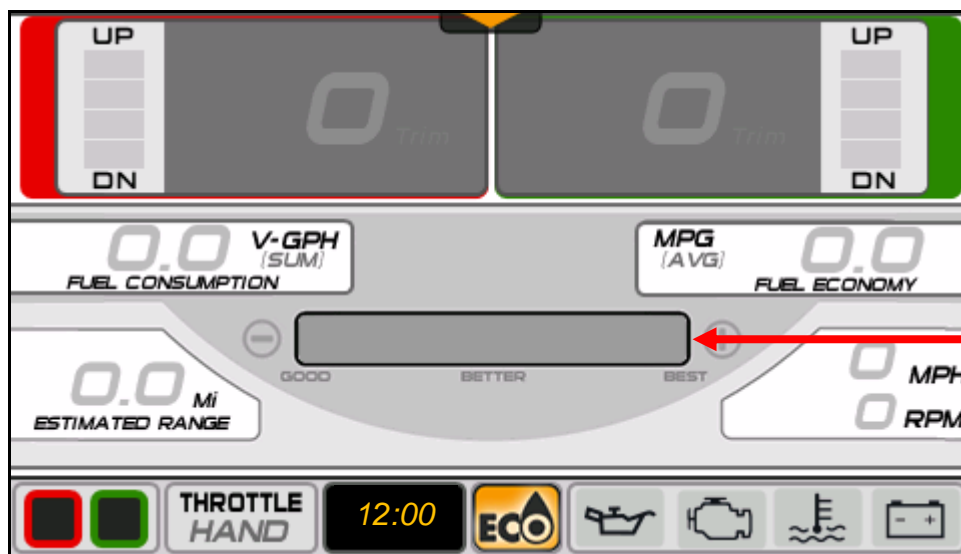 UP
UP
0 Trim
0 Trim
DN
DN
0.0 V-GPH
(SUM)
FUEL CONSUMPTION
MPG 0.0
(AVG)
FUEL ECONOMY
GOOD BETTER BEST
0.0 Mi
ESTIMATED RANGE
0 MPH
0 RPM
THROTTLE
HAND
12:00
ECO